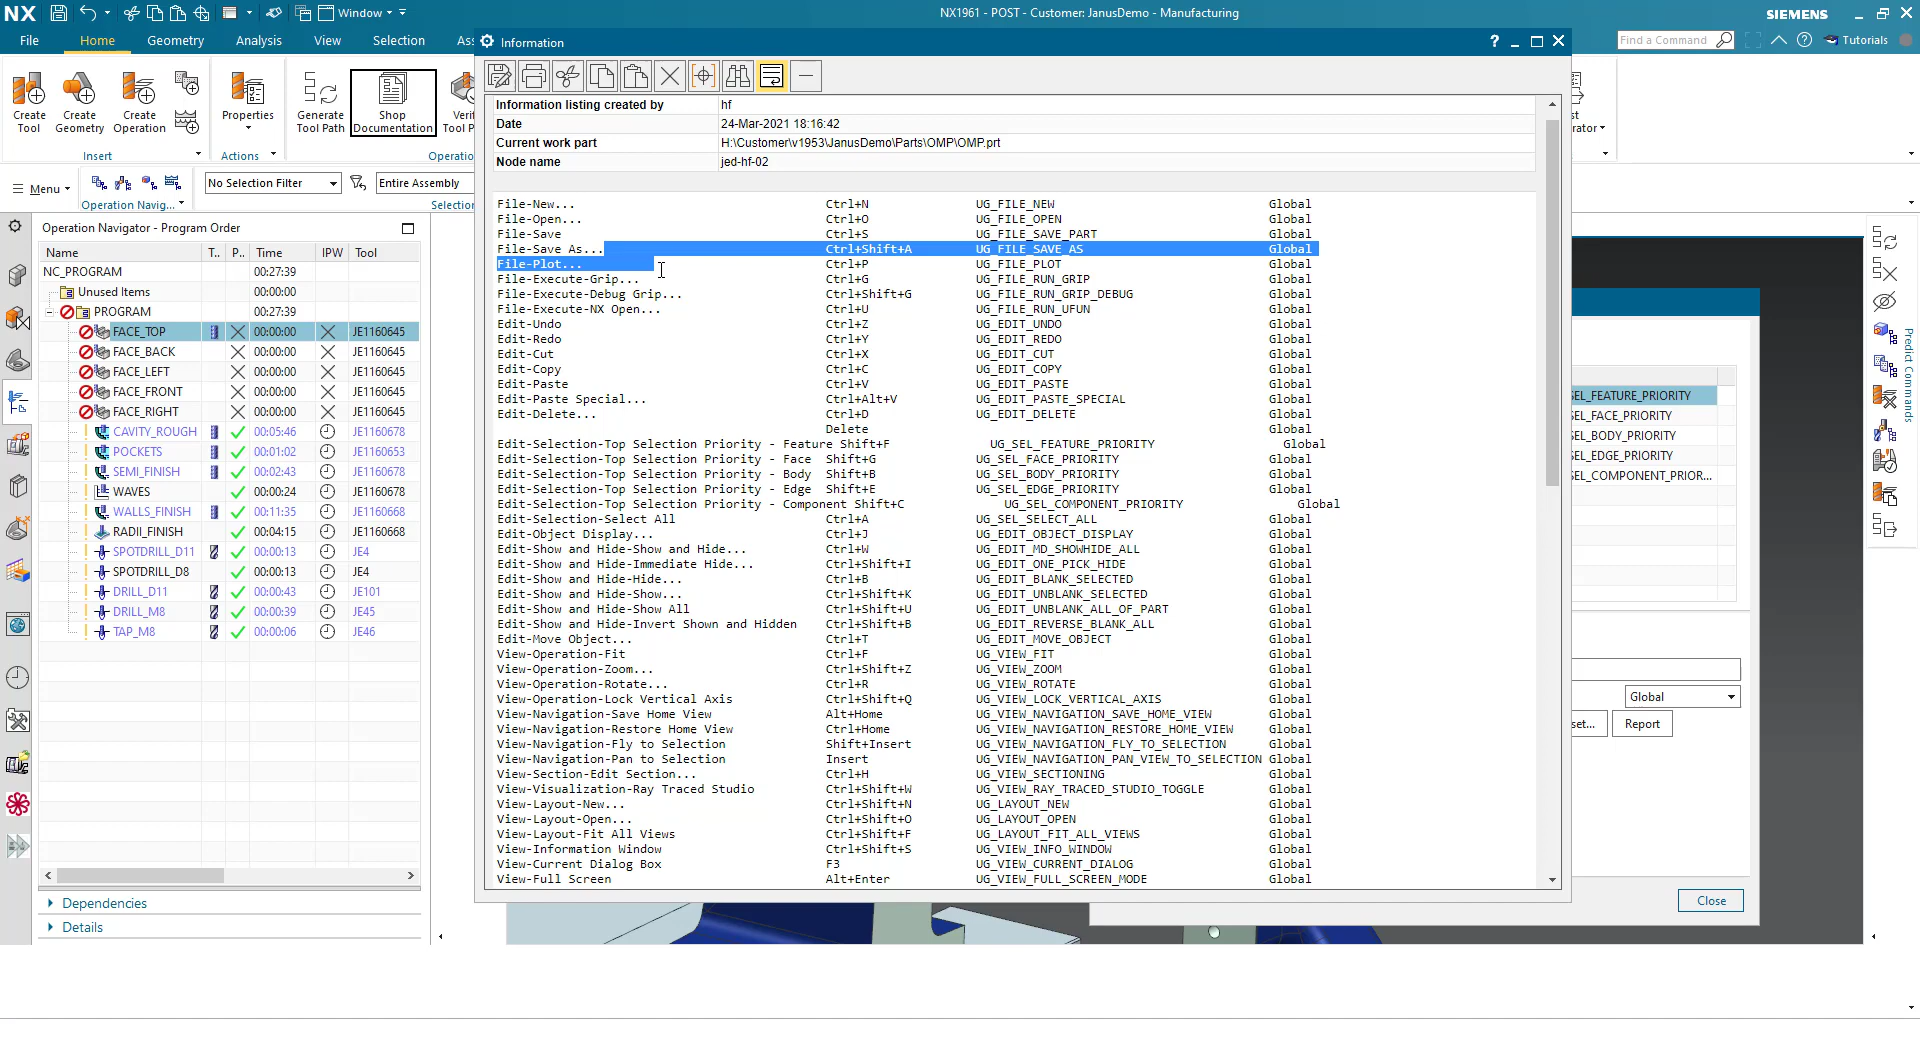 NX
Window
NX1961 - POST - Customer: JanusDemo - Manufacturing
SIEMENS
File
Home
Geometry
Analysis
View
Selection
Find a Command
Tutorials
Information
Create Tool
Create Geometry
Create Operation
Properties
Generate Tool Path
Shop Documentation
Insert
Actions
Menu
No Selection Filter
Entire Assembly
Operation Navig...
Operation Navigator - Program Order
Name
T..
P..
Time
IPW
Tool
NC_PROGRAM 00:27:39
Unused Items 00:00:00
PROGRAM 00:27:39
FACE_TOP 00:00:00 JE1160645
FACE_BACK 00:00:00 JE1160645
FACE_LEFT 00:00:00 JE1160645
FACE_FRONT 00:00:00 JE1160645
FACE_RIGHT 00:00:00 JE1160645
CAVITY_ROUGH 00:05:46 JE1160678
POCKETS 00:01:02 JE1160653
SEMI_FINISH 00:02:43 JE1160678
WAVES 00:00:24 JE1160678
WALLS_FINISH 00:11:35 JE1160668
RADII_FINISH 00:04:15 JE1160668
SPOTDRILL_D11 00:00:13 JE4
SPOTDRILL_D8 00:00:13 JE4
DRILL_D11 00:00:43 JE101
DRILL_M8 00:00:39 JE45
TAP_M8 00:00:06 JE46
Dependencies
Details
Information listing created by hf
Date 24-Mar-2021 18:16:42
Current work part H:\Customer\v1953\JanusDemo\Parts\OMP\OMP.prt
Node name jed-hf-02
File-New... Ctrl+N UG_FILE_NEW Global
File-Open... Ctrl+O UG_FILE_OPEN Global
File-Save Ctrl+S UG_FILE_SAVE_PART Global
File-Save As... Ctrl+Shift+A UG_FILE_SAVE_AS Global
File-Plot... Ctrl+P UG_FILE_PLOT Global
File-Execute-Grip... Ctrl+G UG_FILE_RUN_GRIP Global
File-Execute-Debug Grip... Ctrl+Shift+G UG_FILE_RUN_GRIP_DEBUG Global
File-Execute-NX Open... Ctrl+U UG_FILE_RUN_UFUN Global
Edit-Undo Ctrl+Z UG_EDIT_UNDO Global
Edit-Redo Ctrl+Y UG_EDIT_REDO Global
Edit-Cut Ctrl+X UG_EDIT_CUT Global
Edit-Copy Ctrl+C UG_EDIT_COPY Global
Edit-Paste Ctrl+V UG_EDIT_PASTE Global
Edit-Paste Special... Ctrl+Alt+V UG_EDIT_PASTE_SPECIAL Global
Edit-Delete... Ctrl+D UG_EDIT_DELETE Global
Delete Global
Edit-Selection-Top Selection Priority - Feature Shift+F UG_SEL_FEATURE_PRIORITY Global
Edit-Selection-Top Selection Priority - Face Shift+G UG_SEL_FACE_PRIORITY Global
Edit-Selection-Top Selection Priority - Body Shift+B UG_SEL_BODY_PRIORITY Global
Edit-Selection-Top Selection Priority - Edge Shift+E UG_SEL_EDGE_PRIORITY Global
Edit-Selection-Top Selection Priority - Component Shift+C UG_SEL_COMPONENT_PRIORITY Global
Edit-Selection-Select All Ctrl+A UG_SEL_SELECT_ALL Global
Edit-Object Display... Ctrl+J UG_EDIT_OBJECT_DISPLAY Global
Edit-Show and Hide-Show and Hide... Ctrl+W UG_EDIT_MD_SHOWHIDE_ALL Global
Edit-Show and Hide-Immediate Hide... Ctrl+Shift+I UG_EDIT_ONE_PICK_HIDE Global
Edit-Show and Hide-Hide... Ctrl+B UG_EDIT_BLANK_SELECTED Global
Edit-Show and Hide-Show... Ctrl+Shift+K UG_EDIT_UNBLANK_SELECTED Global
Edit-Show and Hide-Show All Ctrl+Shift+U UG_EDIT_UNBLANK_ALL_OF_PART Global
Edit-Show and Hide-Invert Shown and Hidden Ctrl+Shift+B UG_EDIT_REVERSE_BLANK_ALL Global
Edit-Move Object... Ctrl+T UG_EDIT_MOVE_OBJECT Global
View-Operation-Fit Ctrl+F UG_VIEW_FIT Global
View-Operation-Zoom... Ctrl+Shift+Z UG_VIEW_ZOOM Global
View-Operation-Rotate... Ctrl+R UG_VIEW_ROTATE Global
View-Operation-Lock Vertical Axis Ctrl+Shift+Q UG_VIEW_LOCK_VERTICAL_AXIS Global
View-Navigation-Save Home View Alt+Home UG_VIEW_NAVIGATION_SAVE_HOME_VIEW Global
View-Navigation-Restore Home View Ctrl+Home UG_VIEW_NAVIGATION_RESTORE_HOME_VIEW Global
View-Navigation-Fly to Selection Shift+Insert UG_VIEW_NAVIGATION_FLY_TO_SELECTION Global
View-Navigation-Pan to Selection Insert UG_VIEW_NAVIGATION_PAN_VIEW_TO_SELECTION Global
View-Section-Edit Section... Ctrl+H UG_VIEW_SECTIONING Global
View-Visualization-Ray Traced Studio Ctrl+Shift+W UG_VIEW_RAY_TRACED_STUDIO_TOGGLE Global
View-Layout-New... Ctrl+Shift+N UG_LAYOUT_NEW Global
View-Layout-Open... Ctrl+Shift+O UG_LAYOUT_OPEN Global
View-Layout-Fit All Views Ctrl+Shift+F UG_LAYOUT_FIT_ALL_VIEWS Global
View-Information Window Ctrl+Shift+S UG_VIEW_INFO_WINDOW Global
View-Current Dialog Box F3 UG_VIEW_CURRENT_DIALOG Global
View-Full Screen Alt+Enter UG_VIEW_FULL_SCREEN_MODE Global
SEL_FEATURE_PRIORITY
SEL_FACE_PRIORITY
SEL_BODY_PRIORITY
SEL_EDGE_PRIORITY
SEL_COMPONENT_PRIOR...
Global
set...
Report
Close
Predict Commands